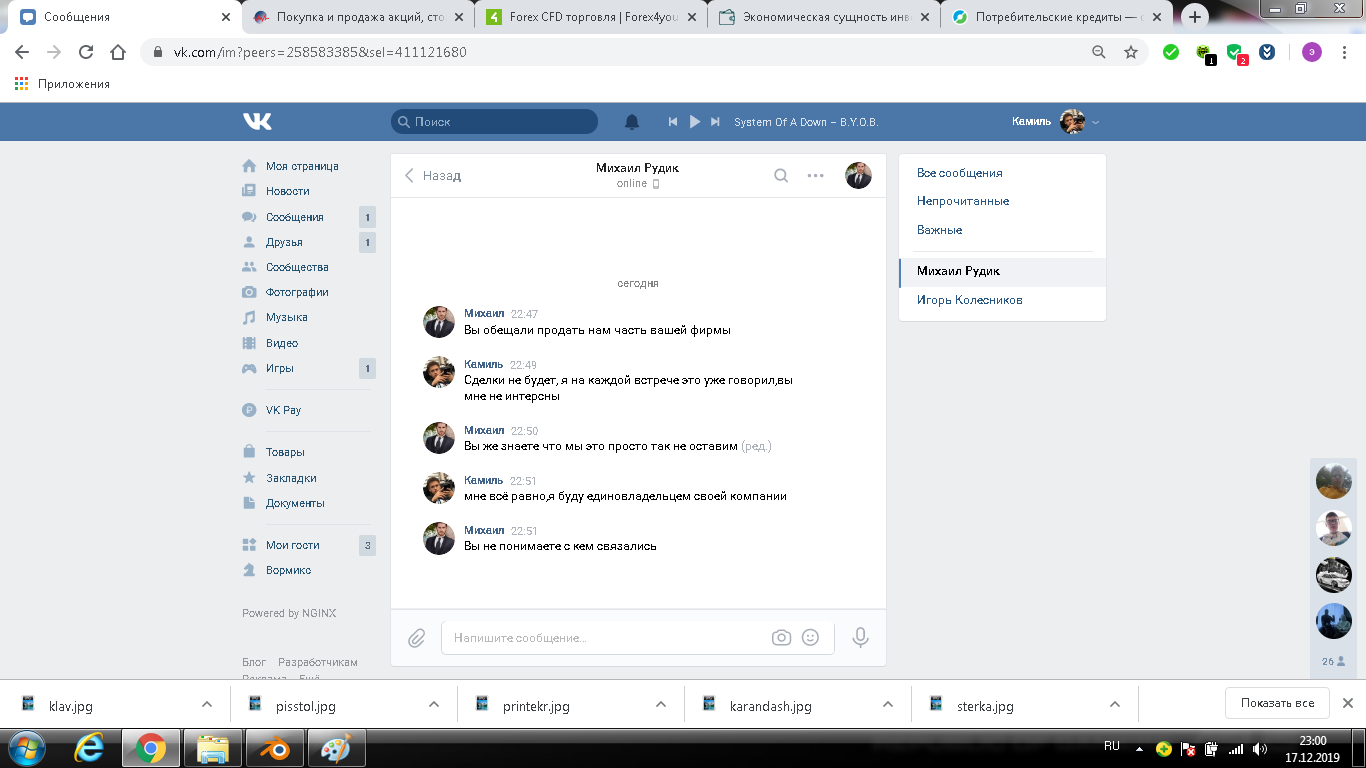 Сообщения
Покупка и продажа акций, сто
Forex CFD торговля | Forex4you
Экономическая сущность инв
Потребительские кредиты — с
vk.com/im?peers=258583385&sel=411121680
1
2
э
Приложения
Поиск
System Of A Down – B.Y.O.B.
Камиль
Моя страница
Новости
Сообщения 1
Друзья 1
Сообщества
Фотографии
Музыка
Видео
Игры 1
VK Pay
Товары
Закладки
Документы
Мои гости 3
Вормикс
Powered by NGINX
Блог Разработчикам
Реклама Ещё
Назад
Михаил Рудик
online
сегодня
Михаил 22:47
Вы обещали продать нам часть вашей фирмы
Камиль 22:49
Сделки не будет, я на каждой встрече это уже говорил,вы
мне не интерсны
Михаил 22:50
Вы же знаете что мы это просто так не оставим (ред.)
Камиль 22:51
мне всё равно,я буду единовладельцем своей компании
Михаил 22:51
Вы не понимаете с кем связались
Напишите сообщение...
Все сообщения
Непрочитанные
Важные
Михаил Рудик
Игорь Колесников
26
klav.jpg
pisstol.jpg
printekr.jpg
karandash.jpg
sterka.jpg
Показать все
RU
23:00
17.12.2019